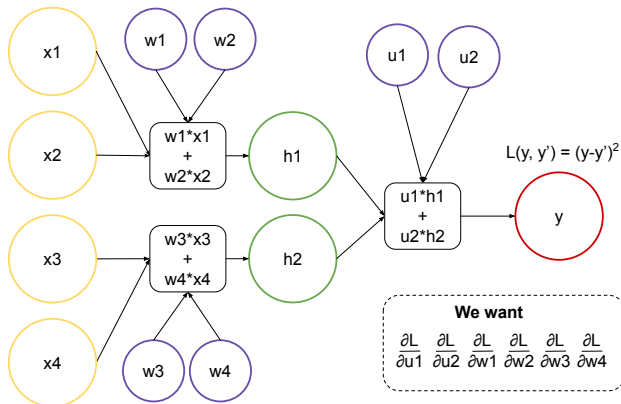 x1
w1
w2
u1
u2
w1*x1
+
w2*x2
x2
h1
L(y, y') = (y-y')²
u1*h1
+
u2*h2
y
x3
w3*x3
+
w4*x4
h2
x4
w3
w4
We want
∂L ∂L ∂L ∂L ∂L ∂L
∂u1 ∂u2 ∂w1 ∂w2 ∂w3 ∂w4